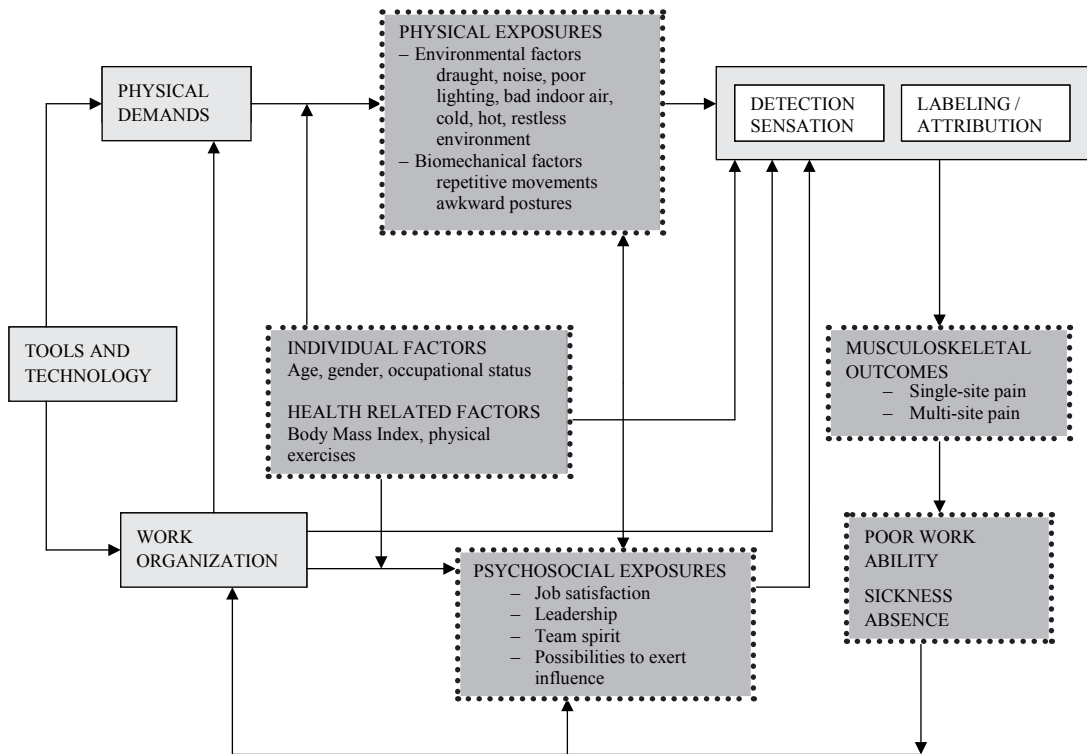 PHYSICAL EXPOSURES
– Environmental factors
draught, noise, poor
lighting, bad indoor air,
cold, hot, restless
environment
– Biomechanical factors
repetitive movements
awkward postures
PHYSICAL
DEMANDS
DETECTION
SENSATION
LABELING /
ATTRIBUTION
TOOLS AND
TECHNOLOGY
INDIVIDUAL FACTORS
Age, gender, occupational status
HEALTH RELATED FACTORS
Body Mass Index, physical
exercises
MUSCULOSKELETAL
OUTCOMES
– Single-site pain
– Multi-site pain
WORK
ORGANIZATION
PSYCHOSOCIAL EXPOSURES
– Job satisfaction
– Leadership
– Team spirit
– Possibilities to exert
influence
POOR WORK
ABILITY
SICKNESS
ABSENCE